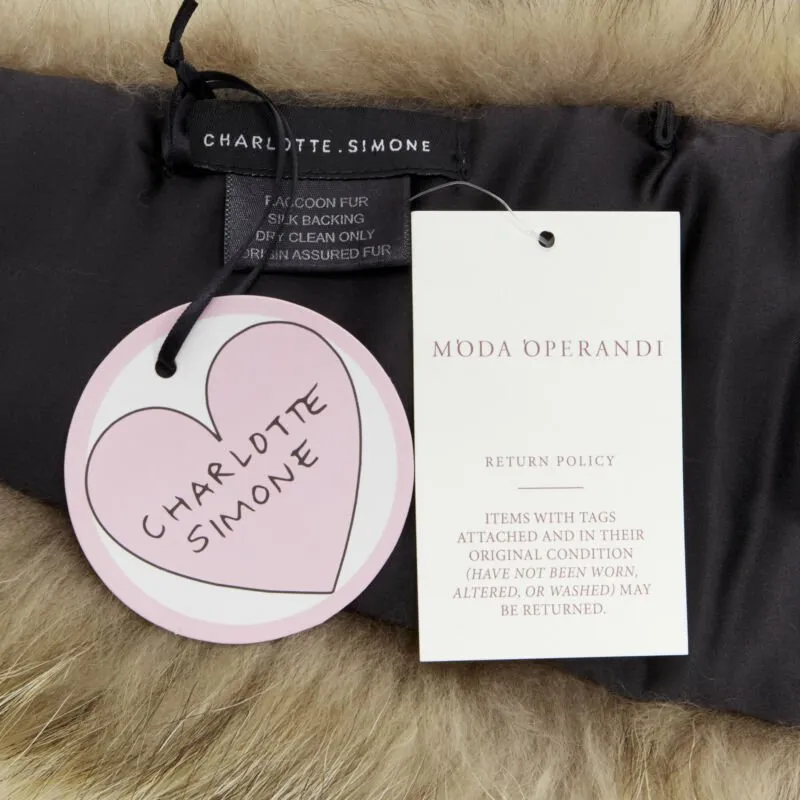 CHARLOTTE.SIMONE
RACCOON FUR
SILK BACKING
DRY CLEAN ONLY
ORIGIN ASSURED FUR
CHARLOTTE
SIMONE
MODA OPERANDI
RETURN POLICY
ITEMS WITH TAGS
ATTACHED AND IN THEIR
ORIGINAL CONDITION
(HAVE NOT BEEN WORN,
ALTERED, OR WASHED) MAY
BE RETURNED.